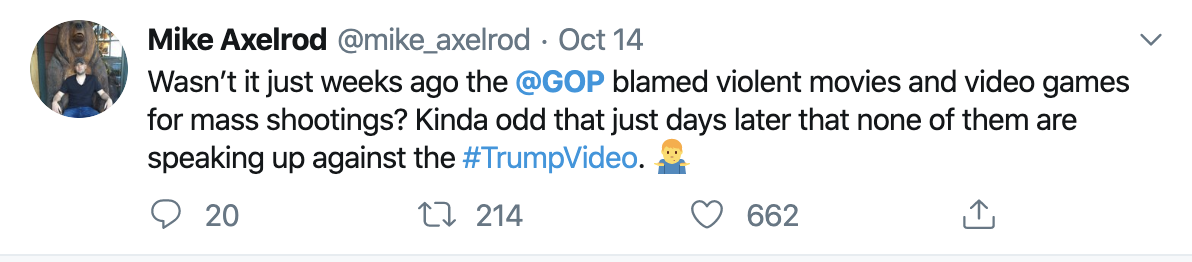 Mike Axelrod @mike_axelrod · Oct 14
Wasn’t it just weeks ago the @GOP blamed violent movies and video games
for mass shootings? Kinda odd that just days later that none of them are
speaking up against the #TrumpVideo. 🤷‍♂️
20 214 662